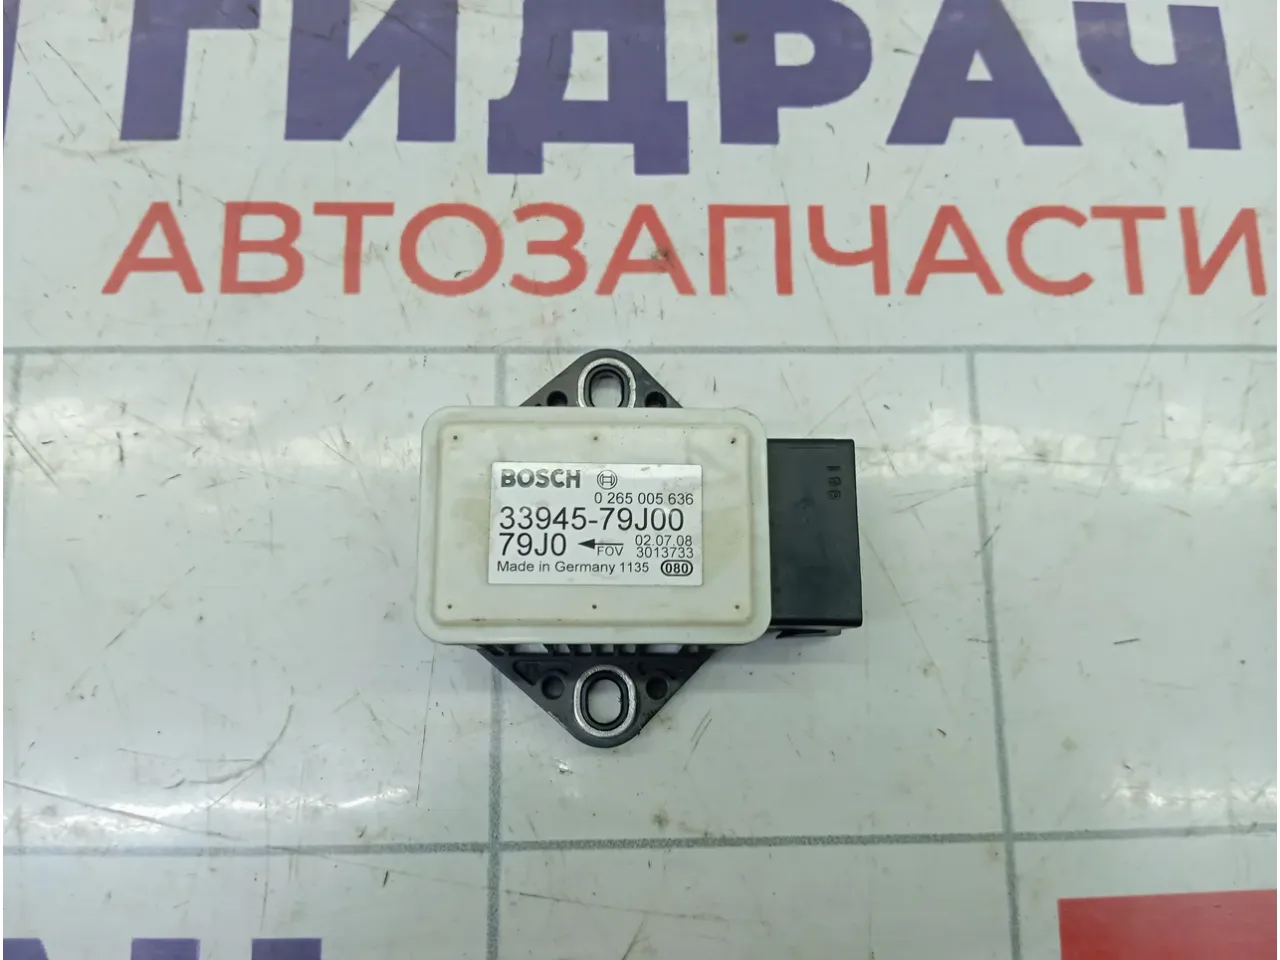 ГИДРАЧ
АВТОЗАПЧАСТИ
BOSCH
0 265 005 636
33945-79J00
79J0 FOV 02.07.08
3013733
Made in Germany 1135 080